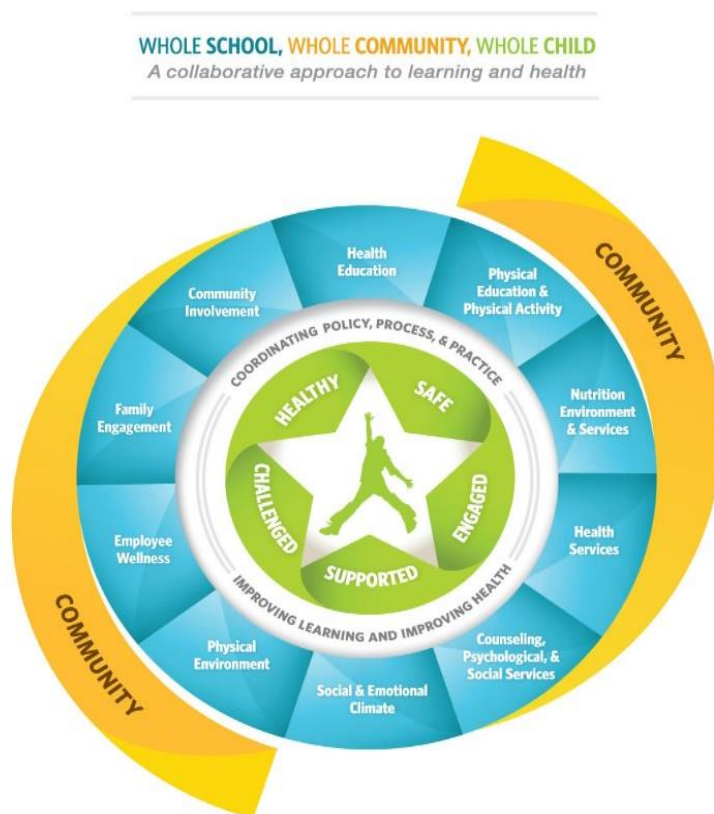 WHOLE SCHOOL, WHOLE COMMUNITY, WHOLE CHILD
A collaborative approach to learning and health
COMMUNITY
Health
Education
Physical
Education &
Physical Activity
Nutrition
Environment
& Services
Health
Services
Counseling,
Psychological, &
Social Services
Social & Emotional
Climate
Physical
Environment
Employee
Wellness
Family
Engagement
Community
Involvement
COORDINATING POLICY, PROCESS, & PRACTICE
IMPROVING LEARNING AND IMPROVING HEALTH
HEALTHY
SAFE
ENGAGED
SUPPORTED
CHALLENGED
COMMUNITY